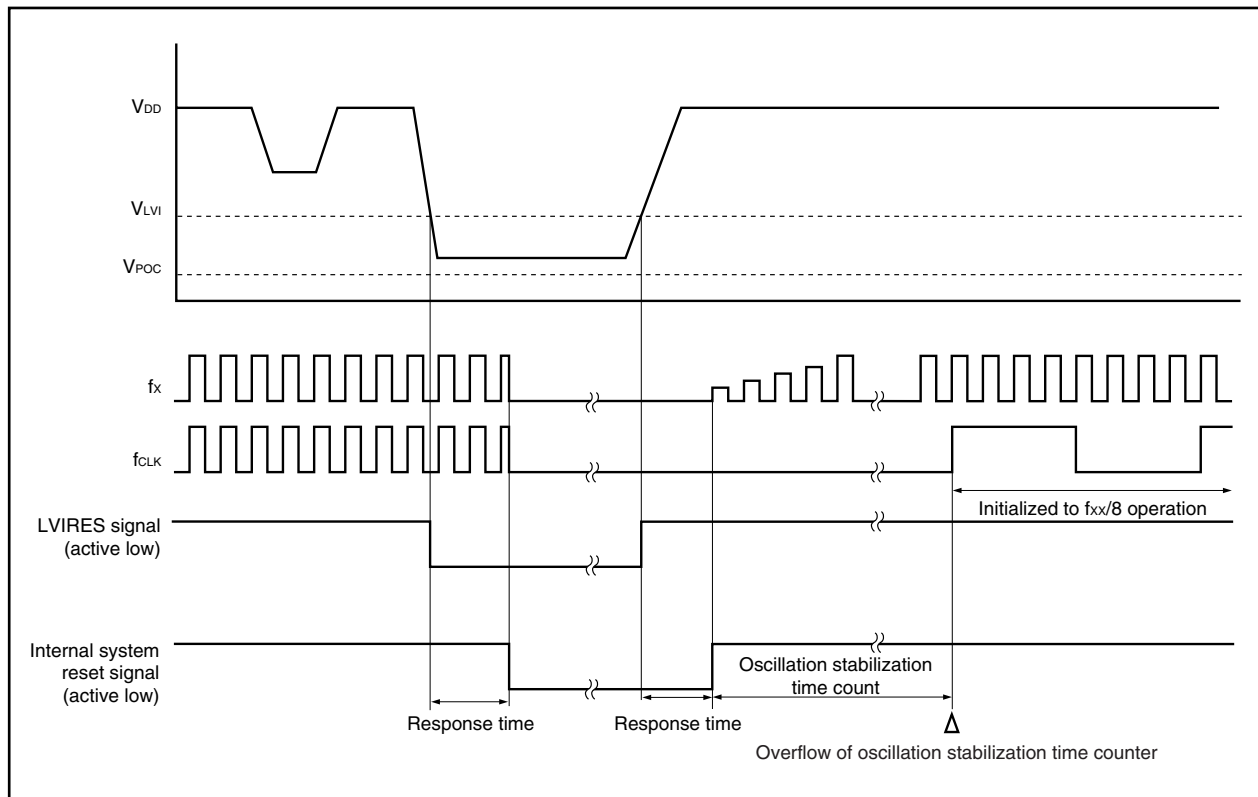 VDD
VLVI
VPOC
fX
fCLK
Initialized to fXX/8 operation
LVIRES signal
(active low)
Internal system
reset signal
(active low)
Oscillation stabilization
time count
Response time
Response time
Overflow of oscillation stabilization time counter